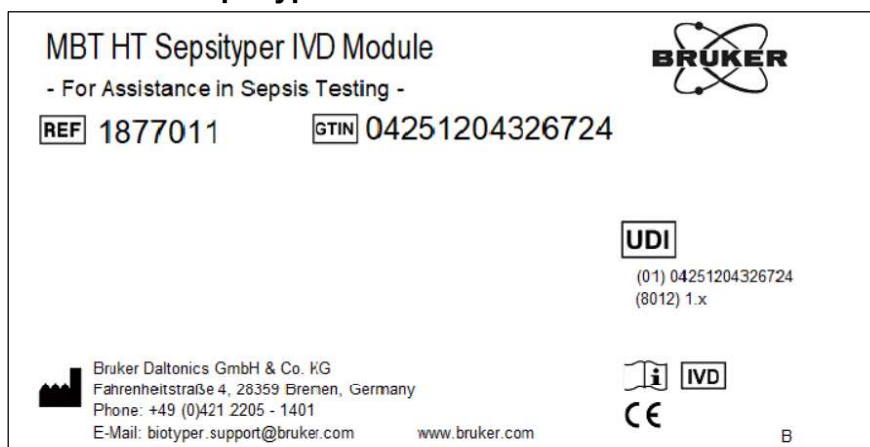 MBT HT Sepsityper IVD Module
BRUKER
- For Assistance in Sepsis Testing -
REF 1877011 GTIN 04251204326724
UDI
(01) 04251204326724
(8012) 1.x
Bruker Daltonics GmbH & Co. KG
Fahrenheitstraße 4, 28359 Bremen, Germany
Phone: +49 (0)421 2205 - 1401
E-Mail: biotyper.support@bruker.com www.bruker.com
i IVD
CE
B